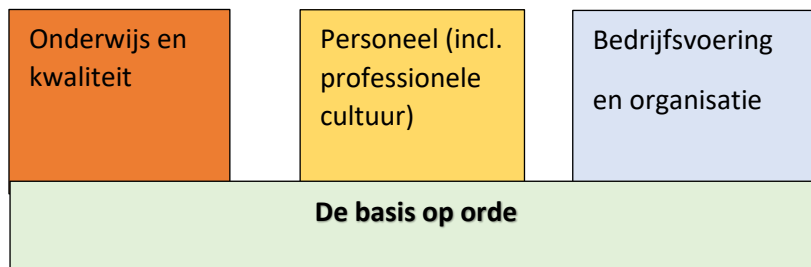 Onderwijs en
kwaliteit
Personeel (incl.
professionele
cultuur)
Bedrijfsvoering
en organisatie
De basis op orde